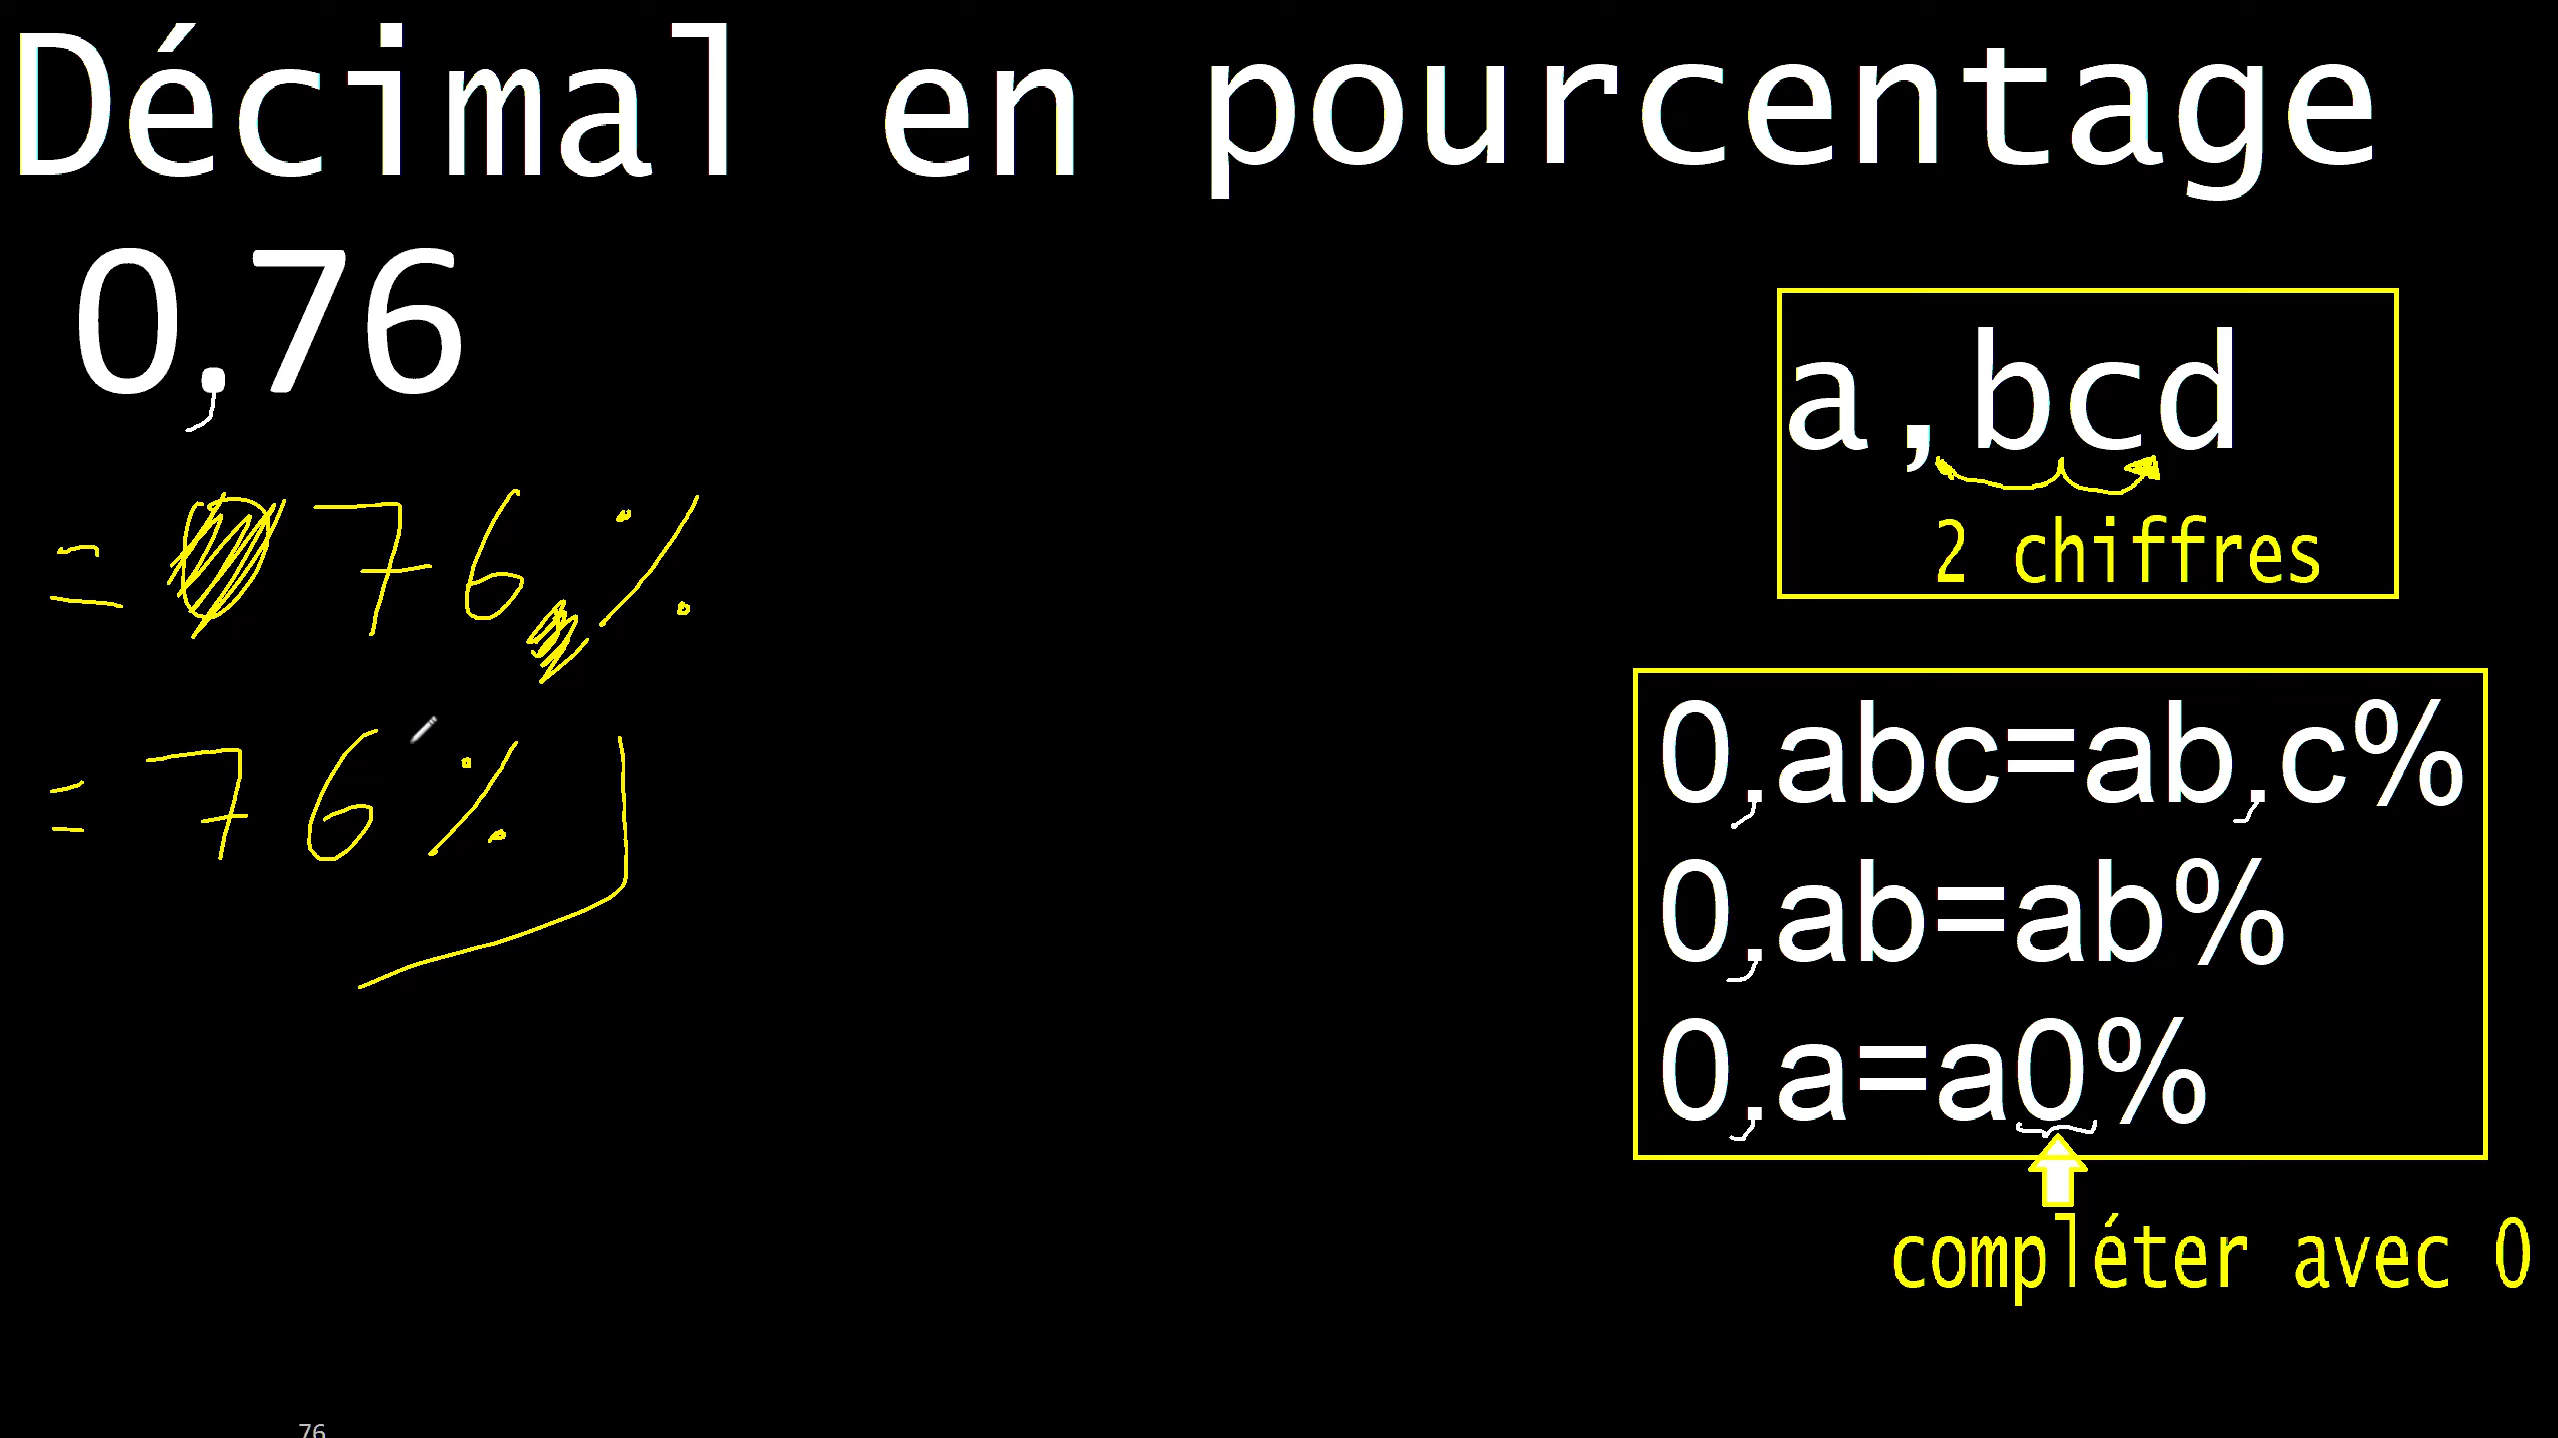 Décimal en pourcentage
0,76
= 76%
= 76%
a,bcd
2 chiffres
0,abc=ab,c%
0,ab=ab%
0,a=a0%
compléter avec 0
76